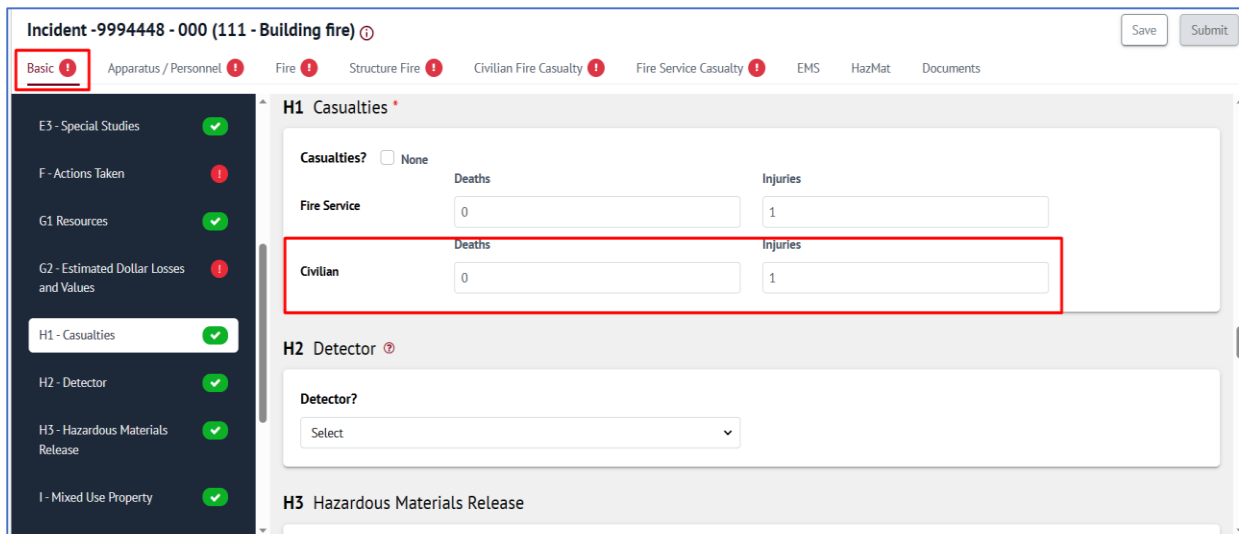 Incident -9994448 - 000 (111 - Building fire)
Save
Submit
Basic
Apparatus / Personnel
Fire
Structure Fire
Civilian Fire Casualty
Fire Service Casualty
EMS
HazMat
Documents
E3 - Special Studies
F - Actions Taken
G1 Resources
G2 - Estimated Dollar Losses
and Values
H1 - Casualties
H2 - Detector
H3 - Hazardous Materials
Release
I - Mixed Use Property
H1 Casualties *
Casualties? None
Deaths Injuries
Fire Service 0 1
Deaths Injuries
Civilian 0 1
H2 Detector
Detector?
Select
H3 Hazardous Materials Release